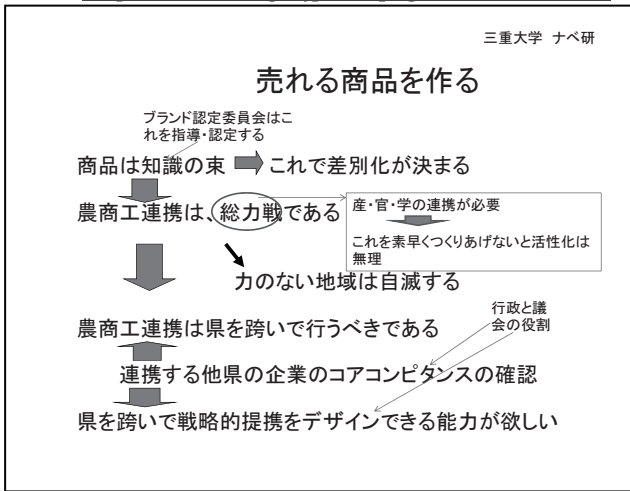 三重大学 ナベ研
売れる商品を作る
ブランド認定委員会はこ
れを指導・認定する
商品は知識の束
これで差別化が決まる
農商工連携は、総力戦である
産・官・学の連携が必要
これを素早くつくりあげないと活性化は
無理
力のない地域は自滅する
行政と議
会の役割
農商工連携は県を跨いで行うべきである
連携する他県の企業のコアコンピタンスの確認
県を跨いで戦略的提携をデザインできる能力が欲しい